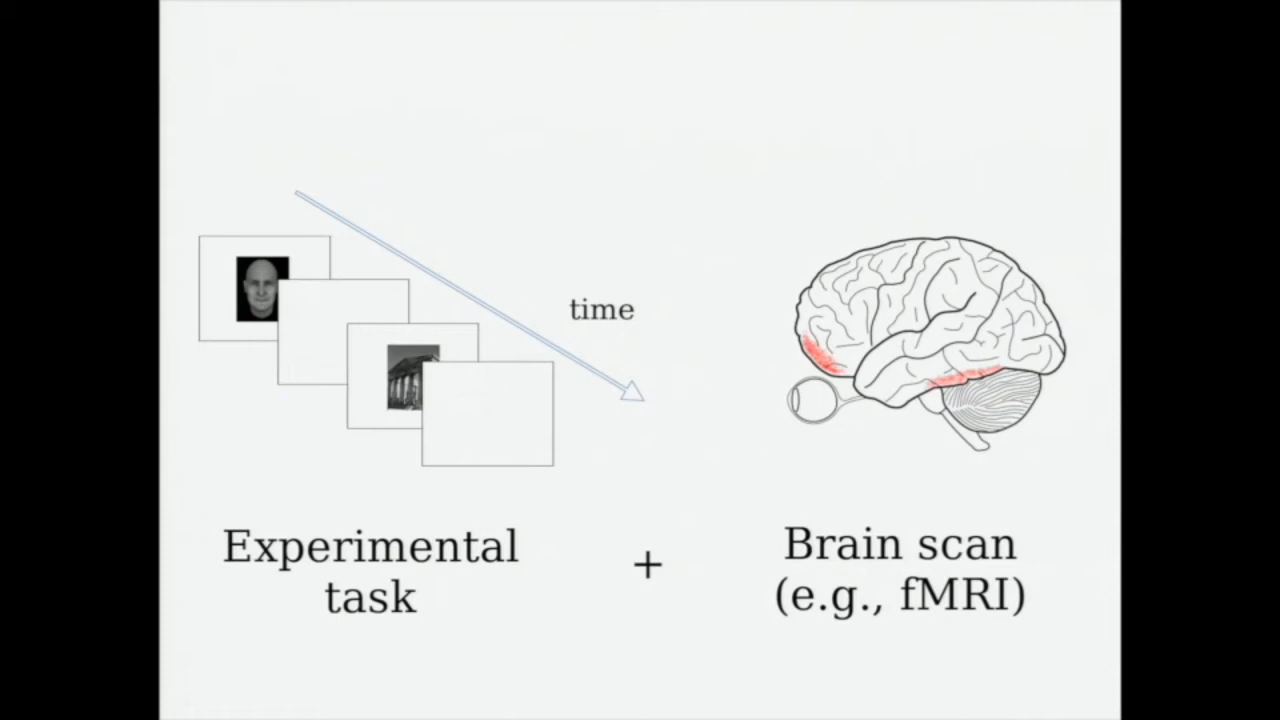 time
Experimental
task
+
Brain scan
(e.g., fMRI)